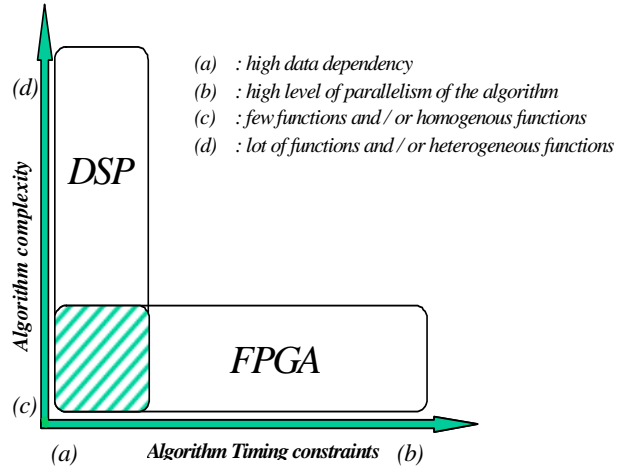 (a) : high data dependency
(b) : high level of parallelism of the algorithm
(c) : few functions and / or homogenous functions
(d) : lot of functions and / or heterogeneous functions
(d)
DSP
Algorithm complexity
FPGA
(c)
(a)
Algorithm Timing constraints
(b)